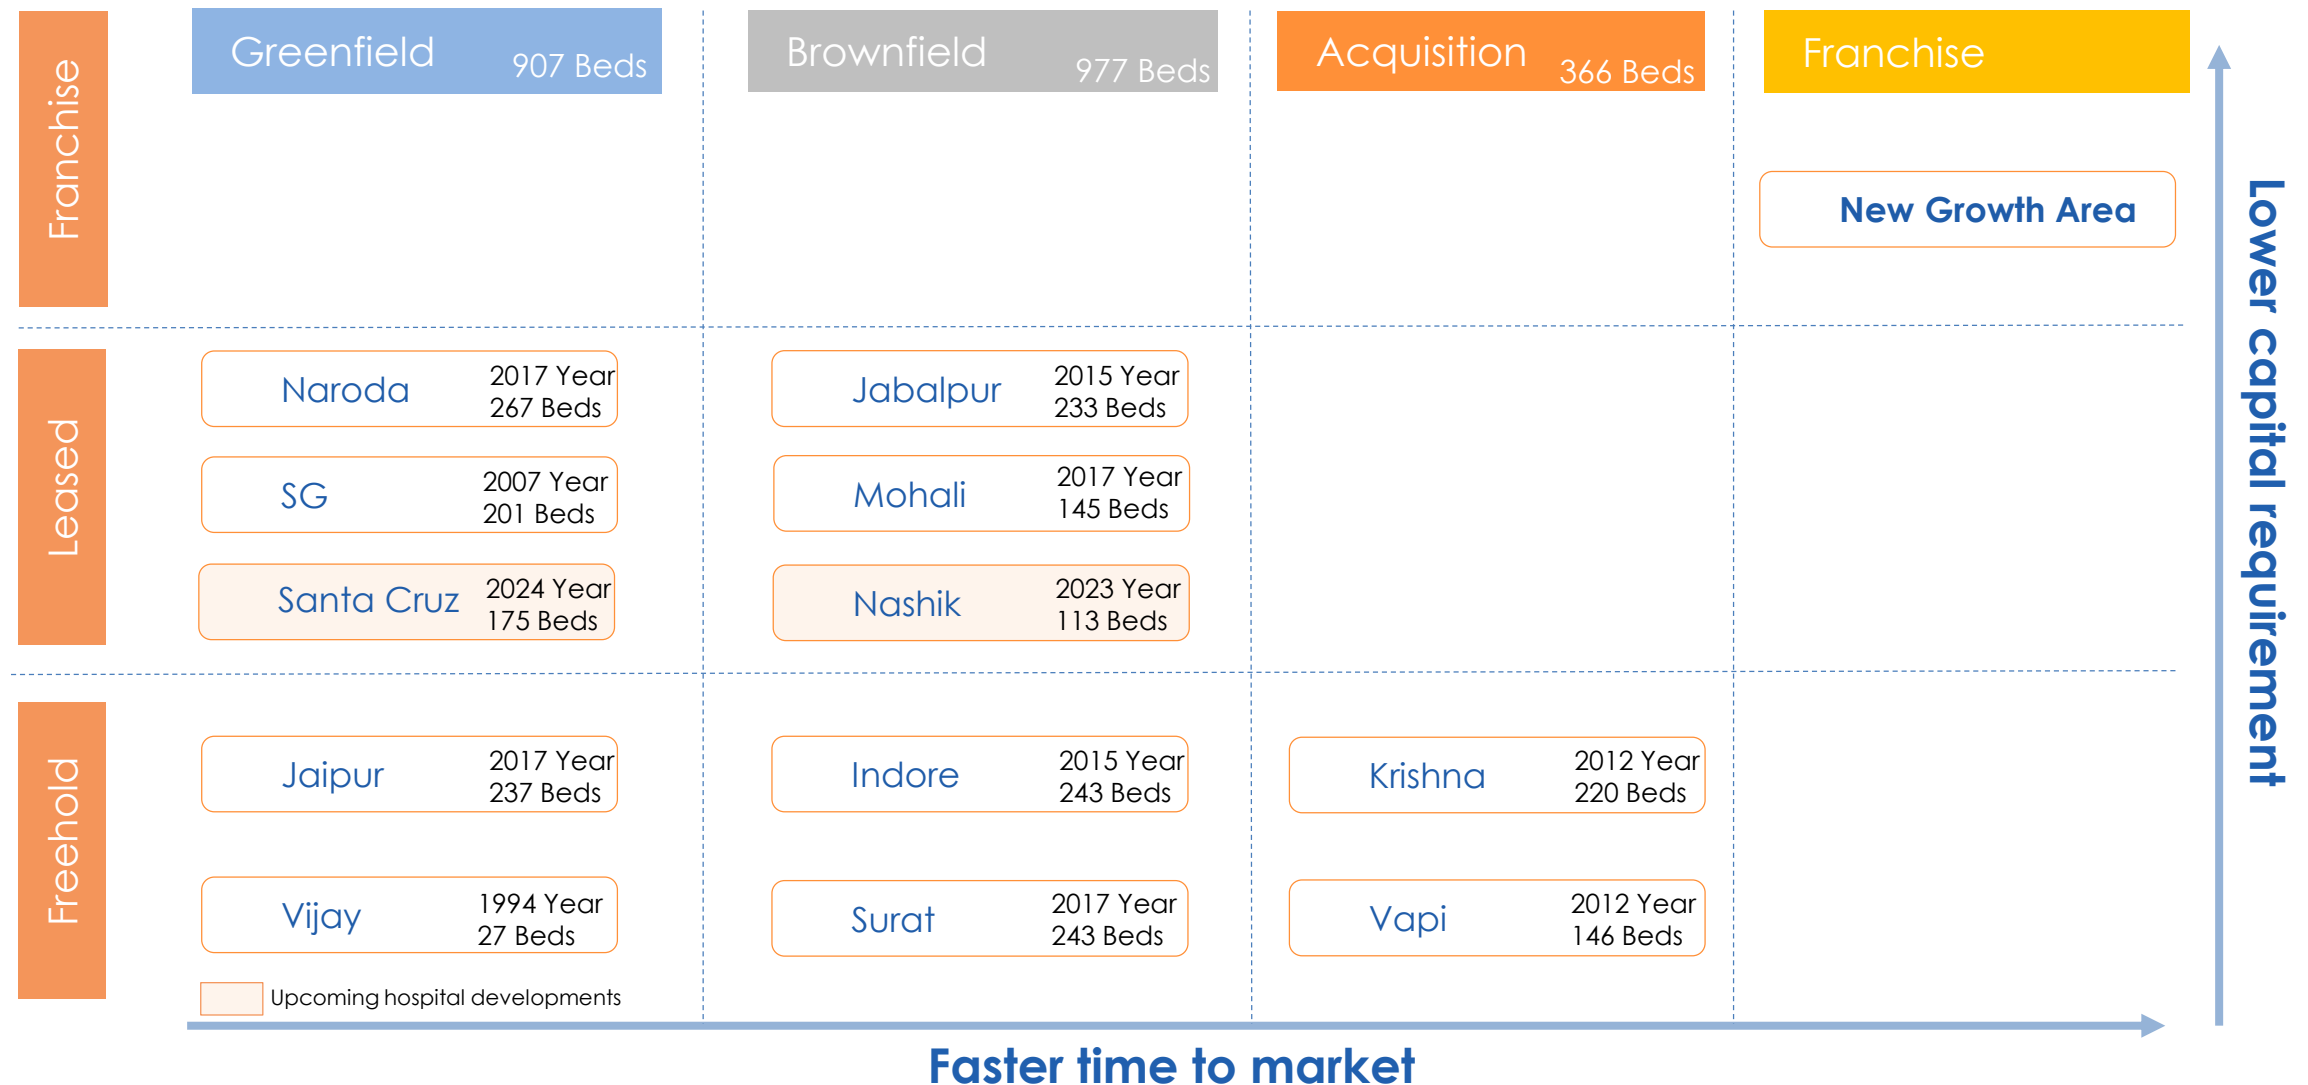 Greenfield
907 Beds
Brownfield
977 Beds
Acquisition
366 Beds
Franchise
Franchise
New Growth Area
Leased
Naroda
2017 Year
267 Beds
Jabalpur
2015 Year
233 Beds
SG
2007 Year
201 Beds
Mohali
2017 Year
145 Beds
Santa Cruz
2024 Year
175 Beds
Nashik
2023 Year
113 Beds
Freehold
Jaipur
2017 Year
237 Beds
Indore
2015 Year
243 Beds
Krishna
2012 Year
220 Beds
Vijay
1994 Year
27 Beds
Surat
2017 Year
243 Beds
Vapi
2012 Year
146 Beds
Upcoming hospital developments
Faster time to market
Lower capital requirement